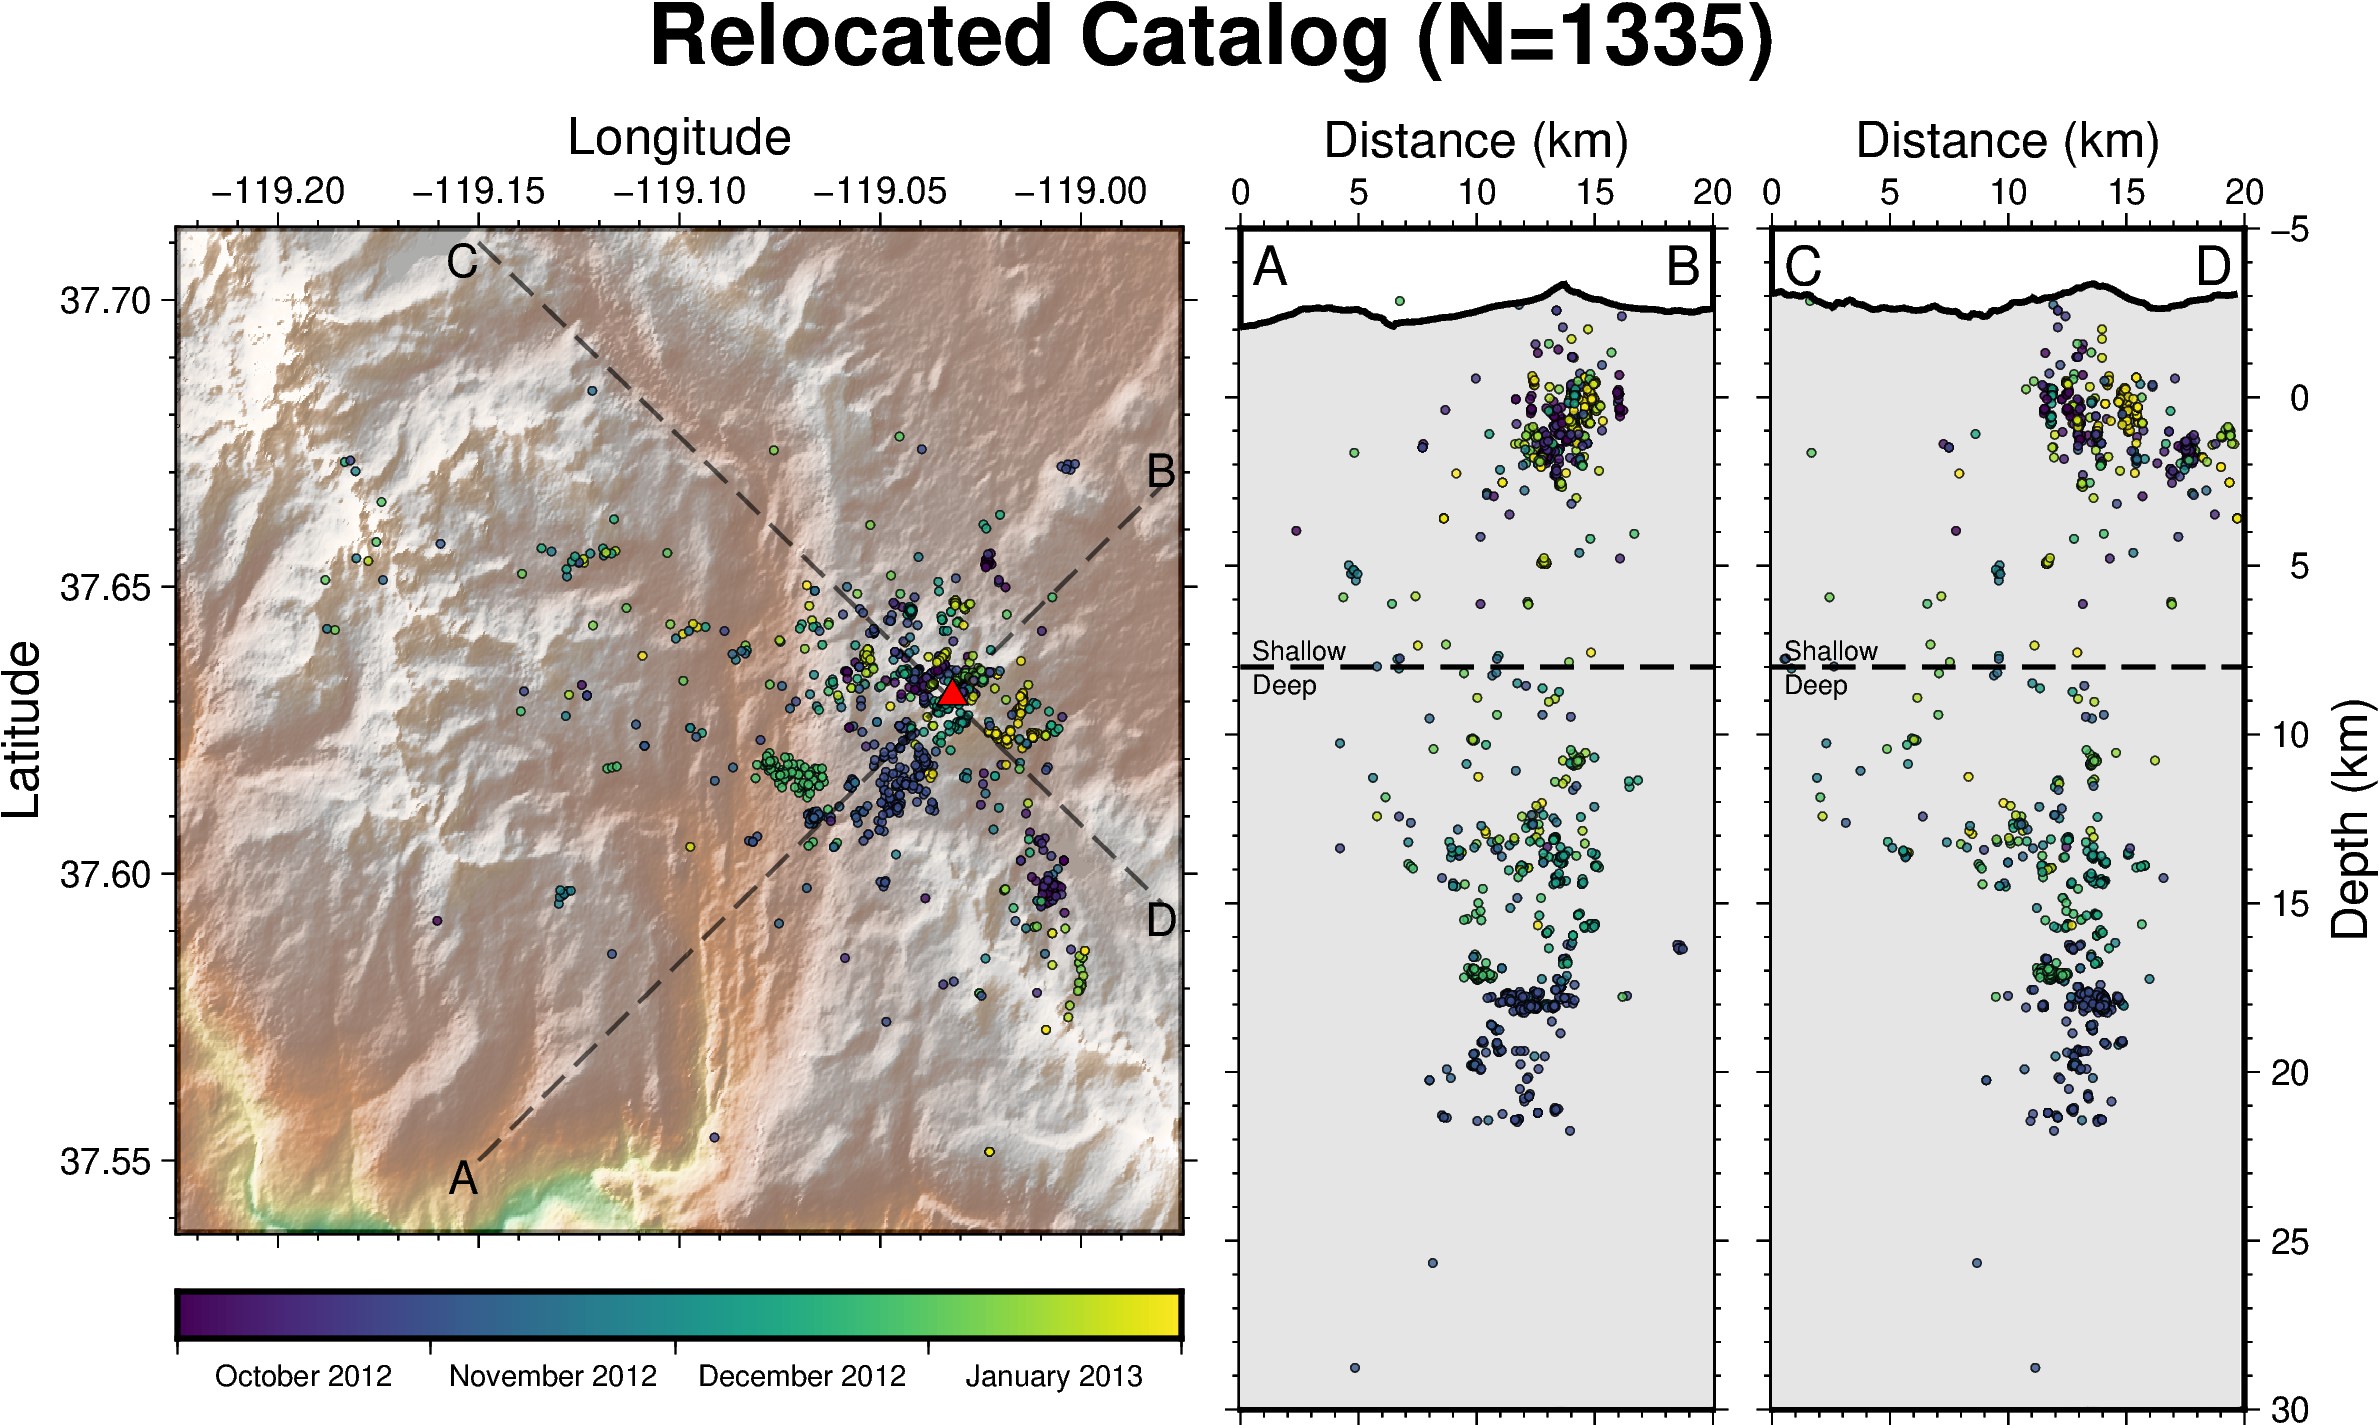 Relocated Catalog (N=1335)
Longitude
−119.20 −119.15 −119.10 −119.05 −119.00
Latitude
37.70
37.65
37.60
37.55
C
B
D
A
October 2012 November 2012 December 2012 January 2013
Distance (km)
0 5 10 15 20
A B
Shallow
Deep
Distance (km)
0 5 10 15 20
C D
Shallow
Deep
−5
0
5
10
15
20
25
30
Depth (km)